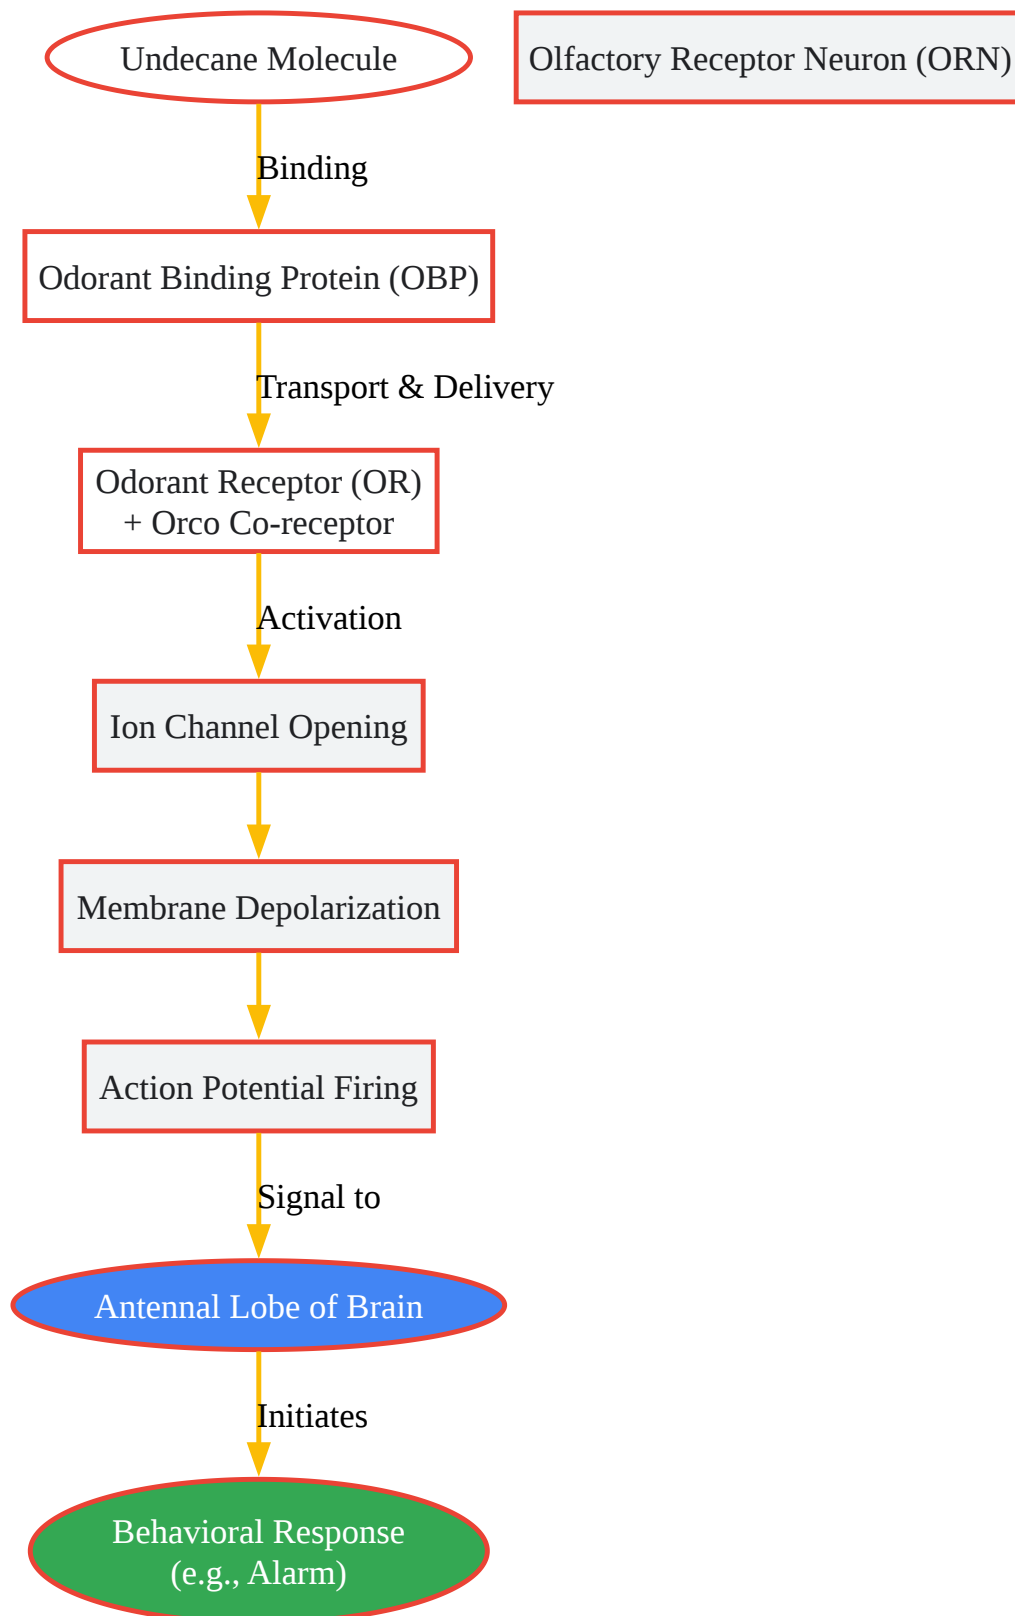 Undecane Molecule
Olfactory Receptor Neuron (ORN)
Binding
Odorant Binding Protein (OBP)
Transport & Delivery
Odorant Receptor (OR)
+ Orco Co-receptor
Activation
Ion Channel Opening
Membrane Depolarization
Action Potential Firing
Signal to
Antennal Lobe of Brain
Initiates
Behavioral Response
(e.g., Alarm)